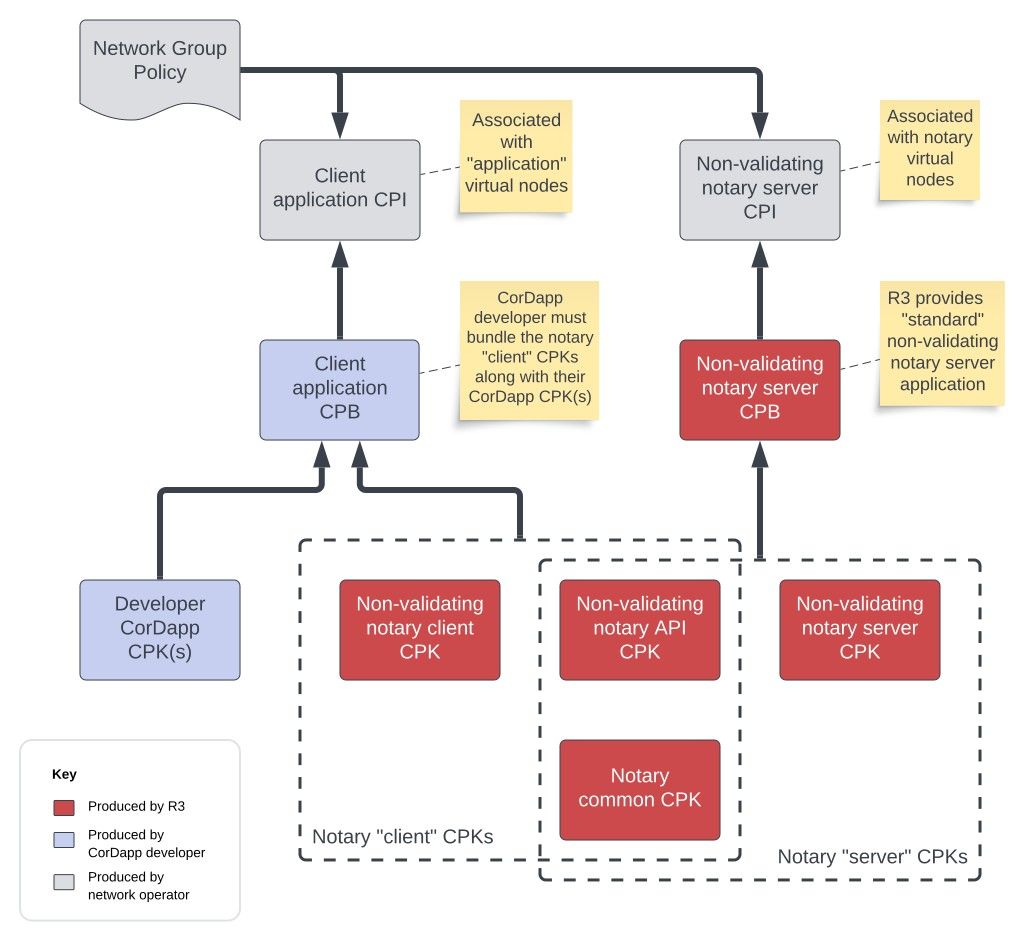 Network Group
Policy
Associated
with
"application"
virtual nodes
Associated
with notary
virtual
nodes
Client
application CPI
Non-validating
notary server
CPI
CorDapp
developer must
bundle the notary
"client" CPKs
along with their
CorDapp CPK(s)
R3 provides
"standard"
non-validating
notary server
application
Client
application
CPB
Non-validating
notary server
CPB
Developer
CorDapp
CPK(s)
Non-validating
notary client
CPK
Non-validating
notary API
CPK
Non-validating
notary server
CPK
Notary
common CPK
Notary "client" CPKs
Notary "server" CPKs
Key
Produced by R3
Produced by
CorDapp developer
Produced by
network operator